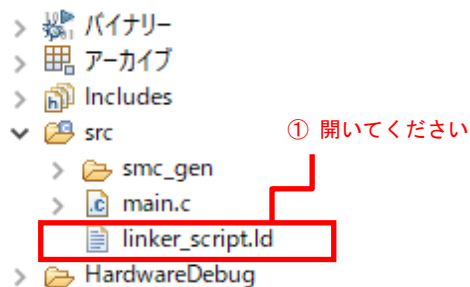 バイナリー
アーカイブ
Includes
src
① 開いてください
smc_gen
main.c
linker_script.ld
HardwareDebug